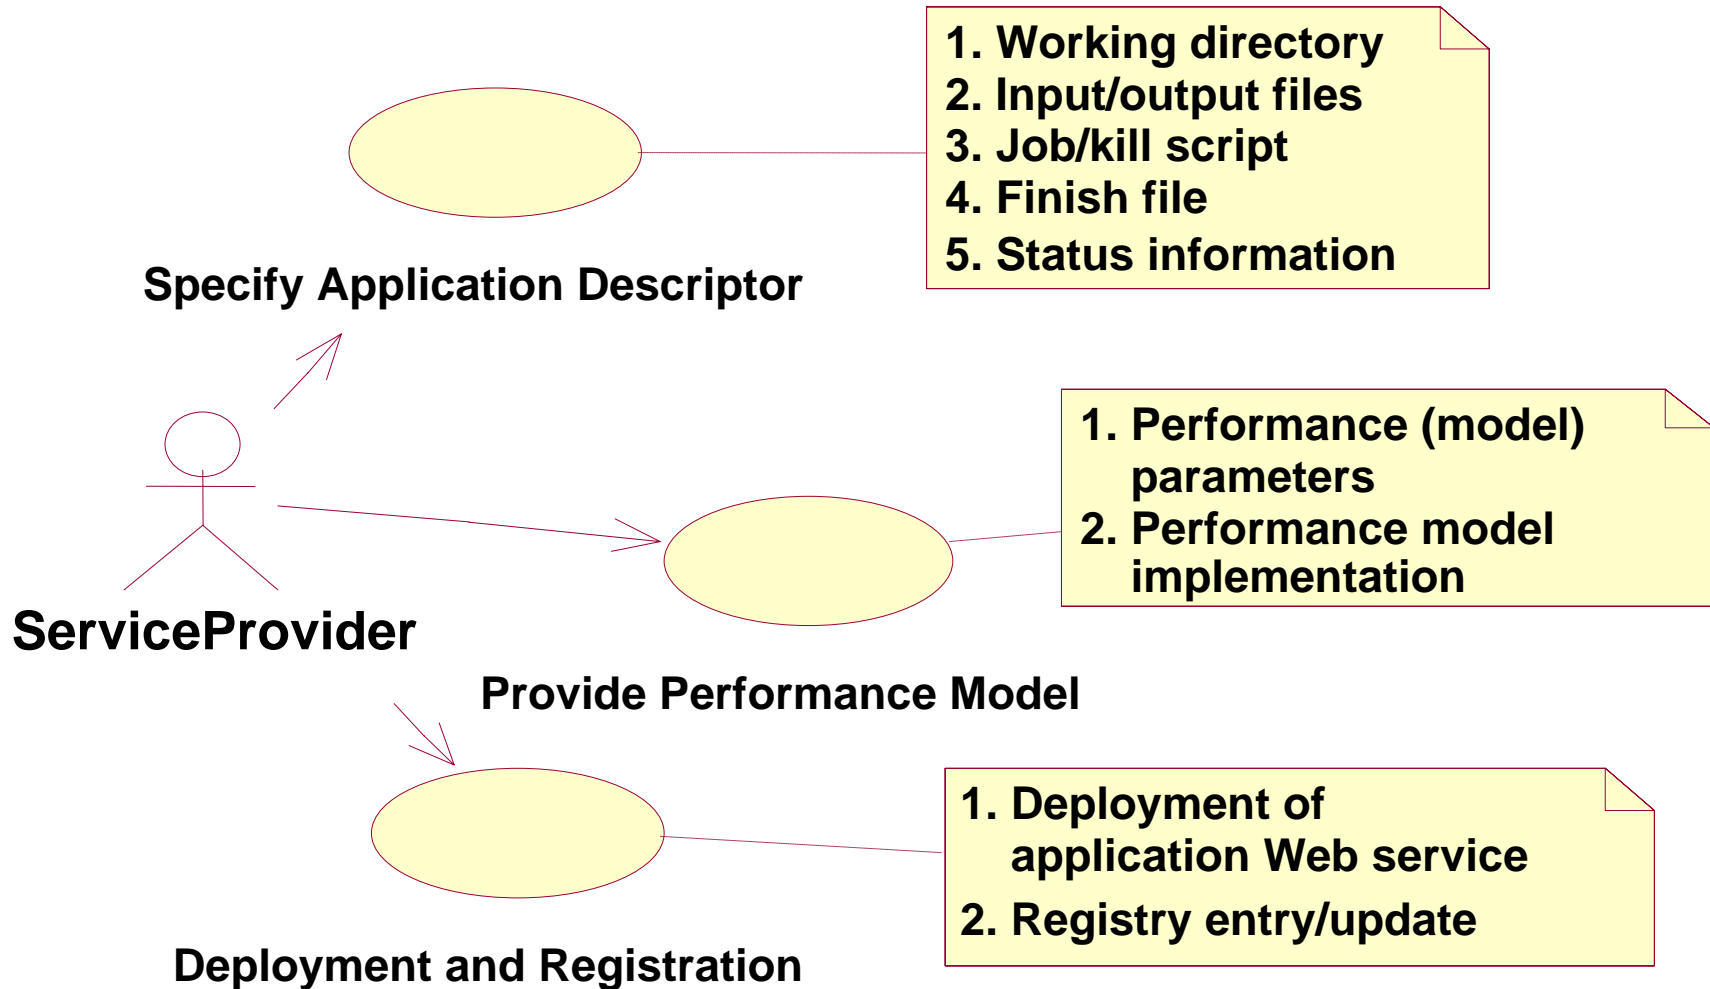 1. Working directory
2. Input/output files
3. Job/kill script
4. Finish file
5. Status information
Specify Application Descriptor
1. Performance (model)
parameters
2. Performance model
implementation
ServiceProvider
Provide Performance Model
1. Deployment of
application Web service
2. Registry entry/update
Deployment and Registration